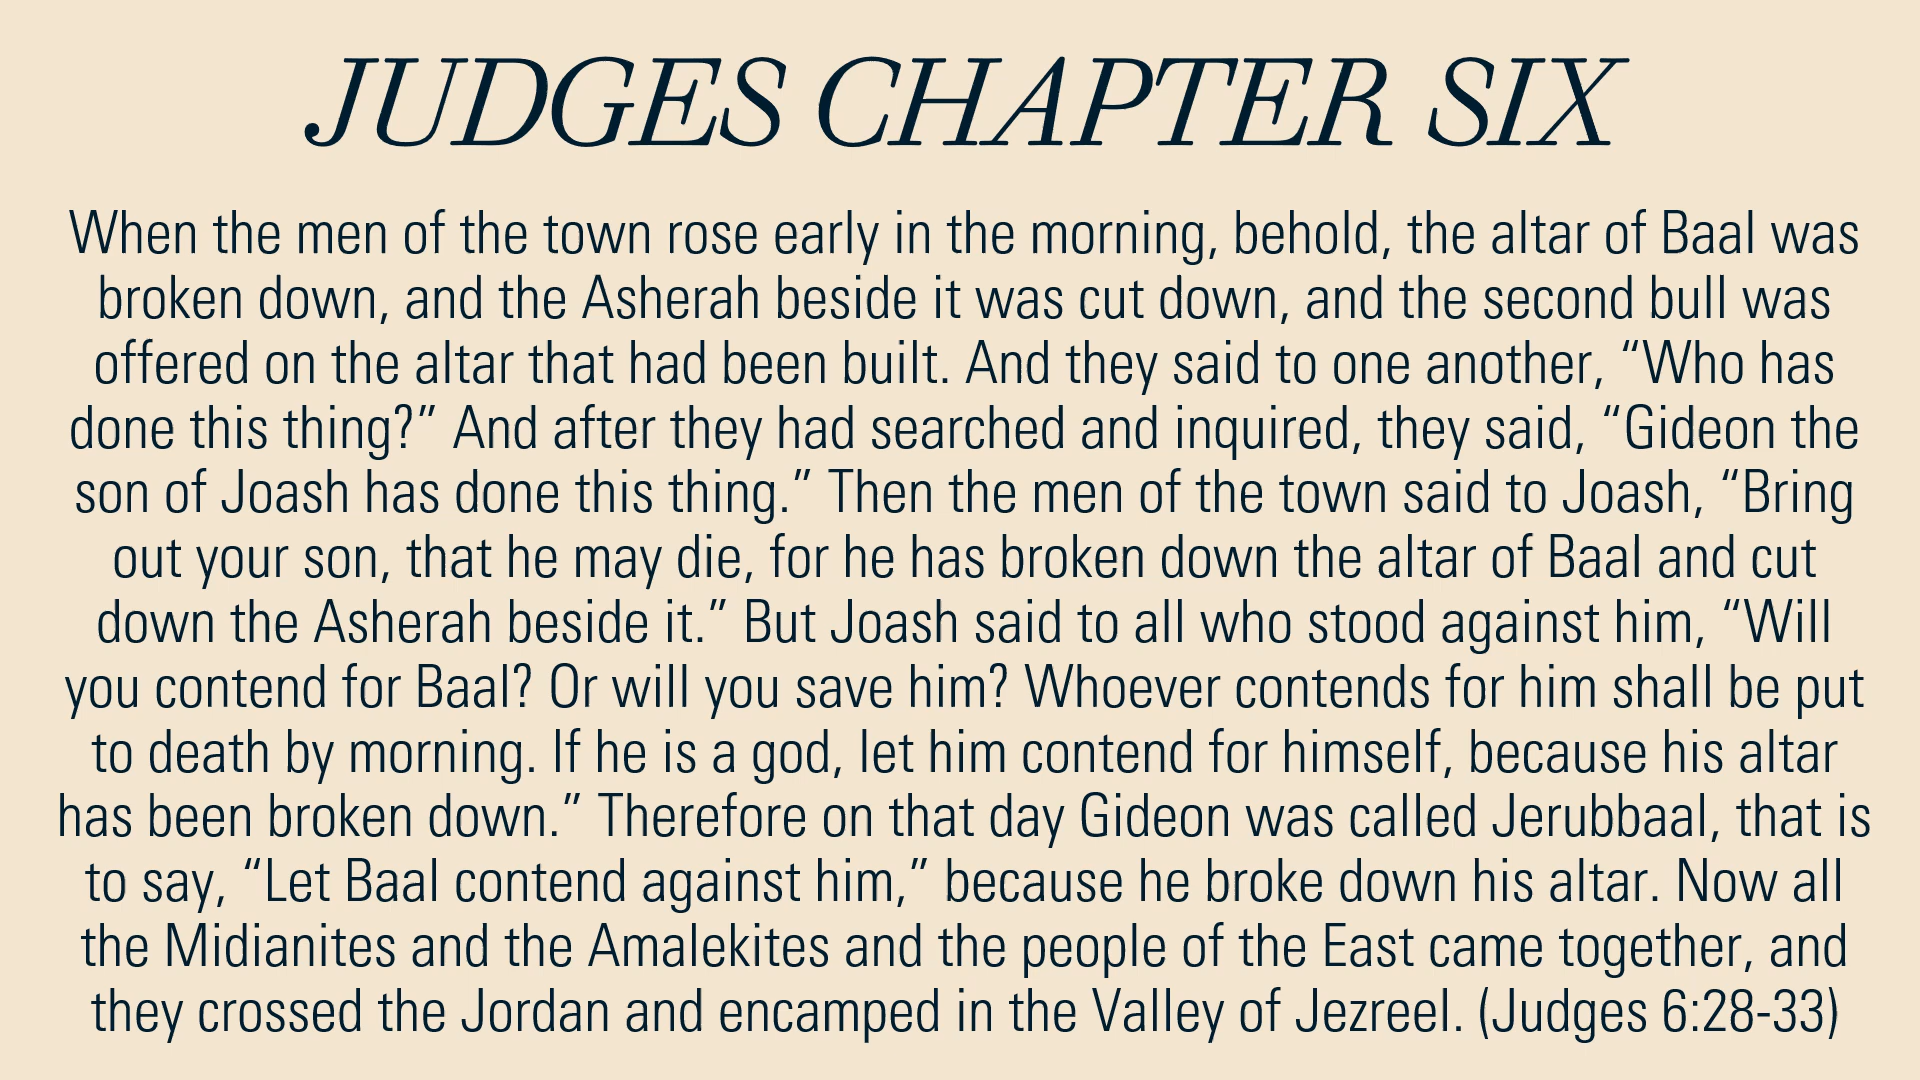 JUDGES CHAPTER SIX
When the men of the town rose early in the morning, behold, the altar of Baal was
broken down, and the Asherah beside it was cut down, and the second bull was
offered on the altar that had been built. And they said to one another, “Who has
done this thing?” And after they had searched and inquired, they said, “Gideon the
son of Joash has done this thing.” Then the men of the town said to Joash, “Bring
out your son, that he may die, for he has broken down the altar of Baal and cut
down the Asherah beside it.” But Joash said to all who stood against him, “Will
you contend for Baal? Or will you save him? Whoever contends for him shall be put
to death by morning. If he is a god, let him contend for himself, because his altar
has been broken down.” Therefore on that day Gideon was called Jerubbaal, that is
to say, “Let Baal contend against him,” because he broke down his altar. Now all
the Midianites and the Amalekites and the people of the East came together, and
they crossed the Jordan and encamped in the Valley of Jezreel. (Judges 6:28-33)